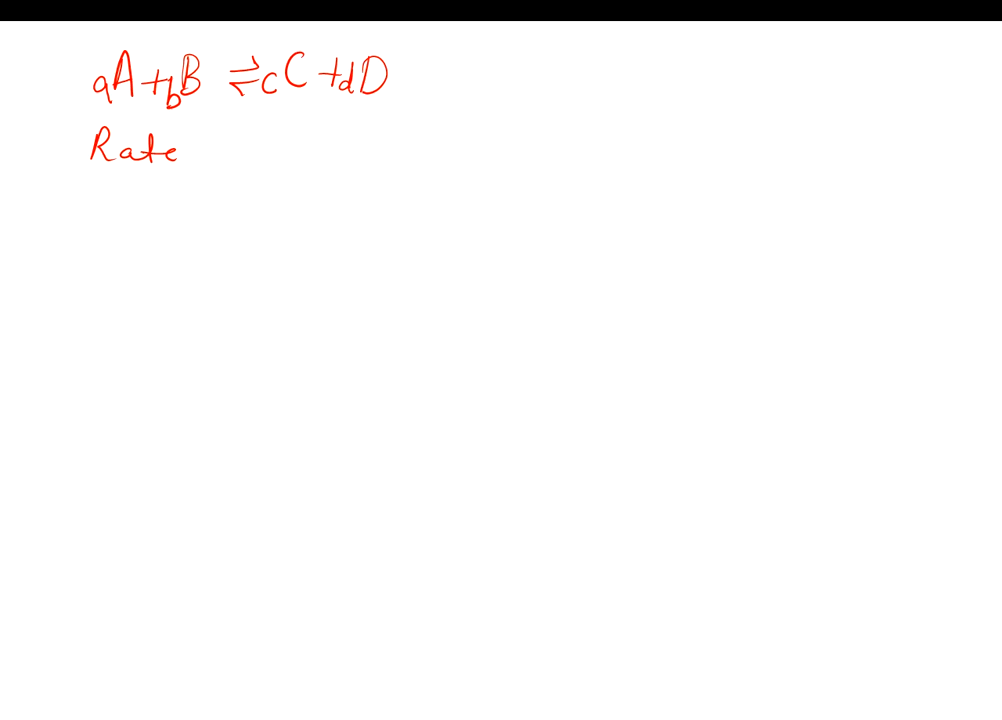 aA + bB ⇌ cC + dD
Rate